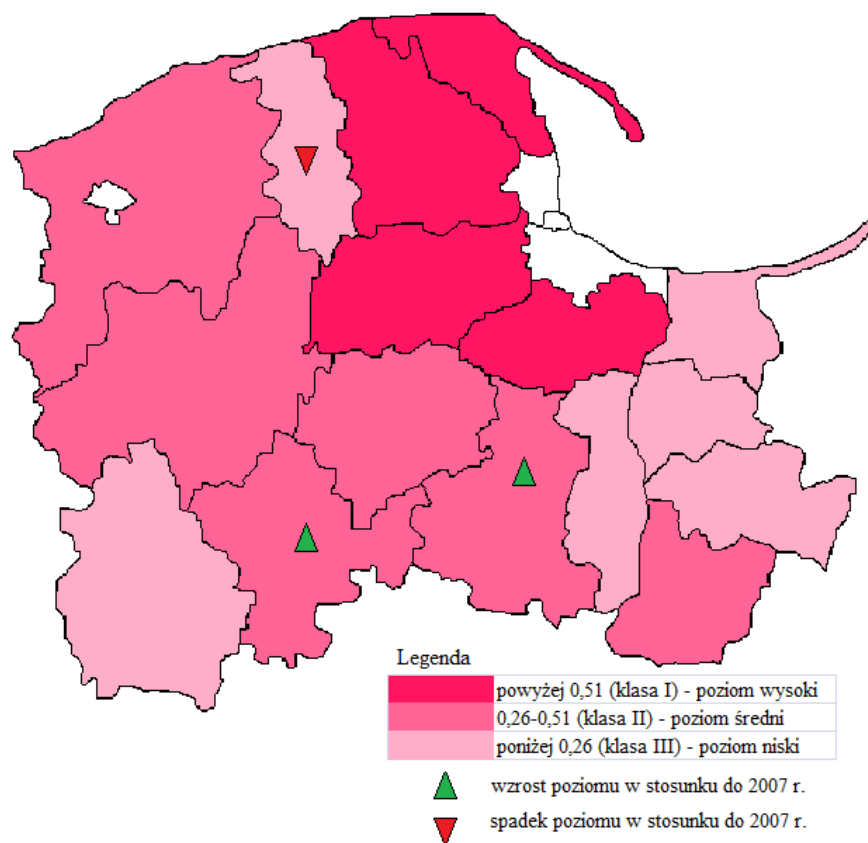 Legenda
powyżej 0,51 (klasa I) - poziom wysoki
0,26-0,51 (klasa II) - poziom średni
poniżej 0,26 (klasa III) - poziom niski
wzrost poziomu w stosunku do 2007 r.
spadek poziomu w stosunku do 2007 r.